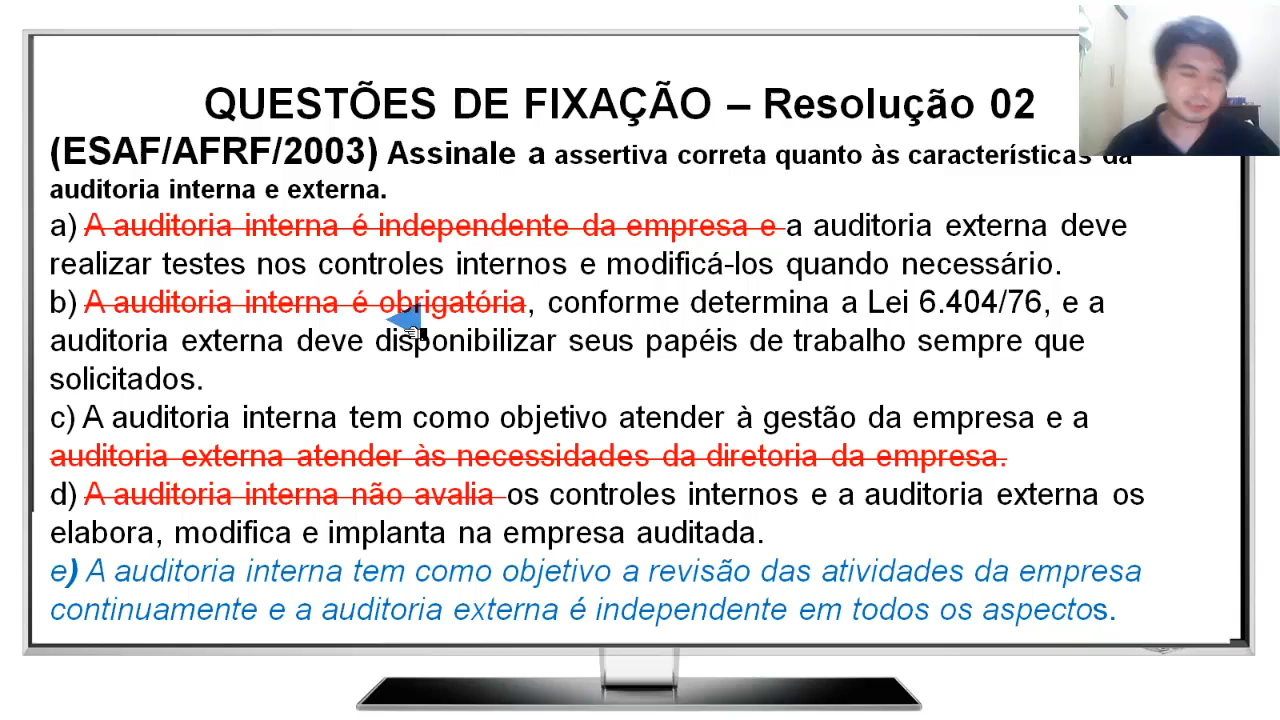 QUESTÕES DE FIXAÇÃO – Resolução 02
(ESAF/AFRF/2003) Assinale a assertiva correta quanto às características da
auditoria interna e externa.
a) A auditoria interna é independente da empresa e a auditoria externa deve
realizar testes nos controles internos e modificá-los quando necessário.
b) A auditoria interna é obrigatória, conforme determina a Lei 6.404/76, e a
auditoria externa deve disponibilizar seus papéis de trabalho sempre que
solicitados.
c) A auditoria interna tem como objetivo atender à gestão da empresa e a
auditoria externa atender às necessidades da diretoria da empresa.
d) A auditoria interna não avalia os controles internos e a auditoria externa os
elabora, modifica e implanta na empresa auditada.
e) A auditoria interna tem como objetivo a revisão das atividades da empresa
continuamente e a auditoria externa é independente em todos os aspectos.